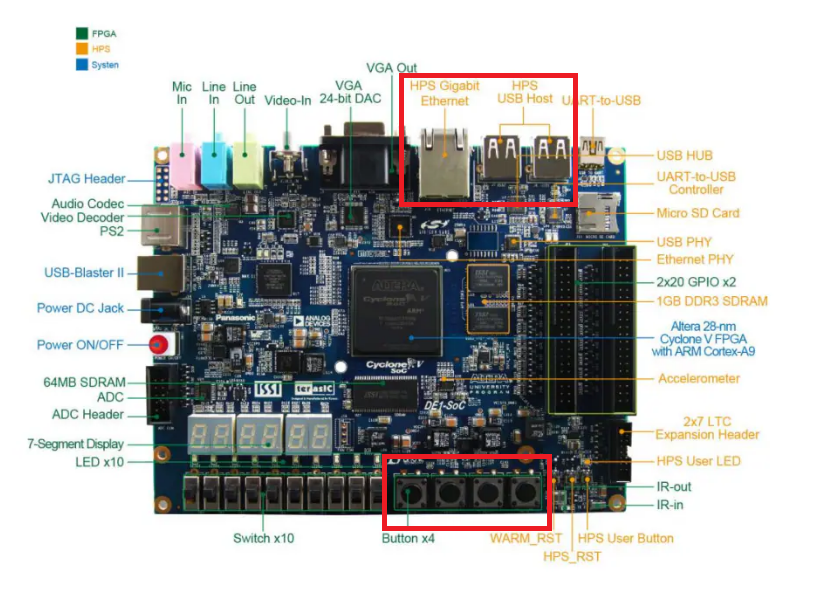 FPGA
HPS
Systen
VGA Out
Mic
In
Line
In
Line
Out
Video-In
VGA
24-bit DAC
HPS Gigabit
Ethernet
HPS
USB Host
UART-to-USB
JTAG Header
Audio Codec
Video Decoder
PS2
USB-Blaster II
Power DC Jack
Power ON/OFF
64MB SDRAM
ADC
ADC Header
7-Segment Display
LED x10
USB HUB
UART-to-USB
Controller
Micro SD Card
USB PHY
Ethernet PHY
2x20 GPIO x2
1GB DDR3 SDRAM
Altera 28-nm
Cyclone V FPGA
with ARM Cortex-A9
Accelerometer
2x7 LTC
Expansion Header
HPS User LED
IR-out
IR-in
ALTERA
Cyclone V
ARM
Panasonic
ANALOG
DEVICES
Cyclone V
SoC
ISSI
terasIC
UNIVERSITY
PROGRAM
DE1-SoC
Switch x10
Button x4
WARM_RST
HPS_RST
HPS User Button